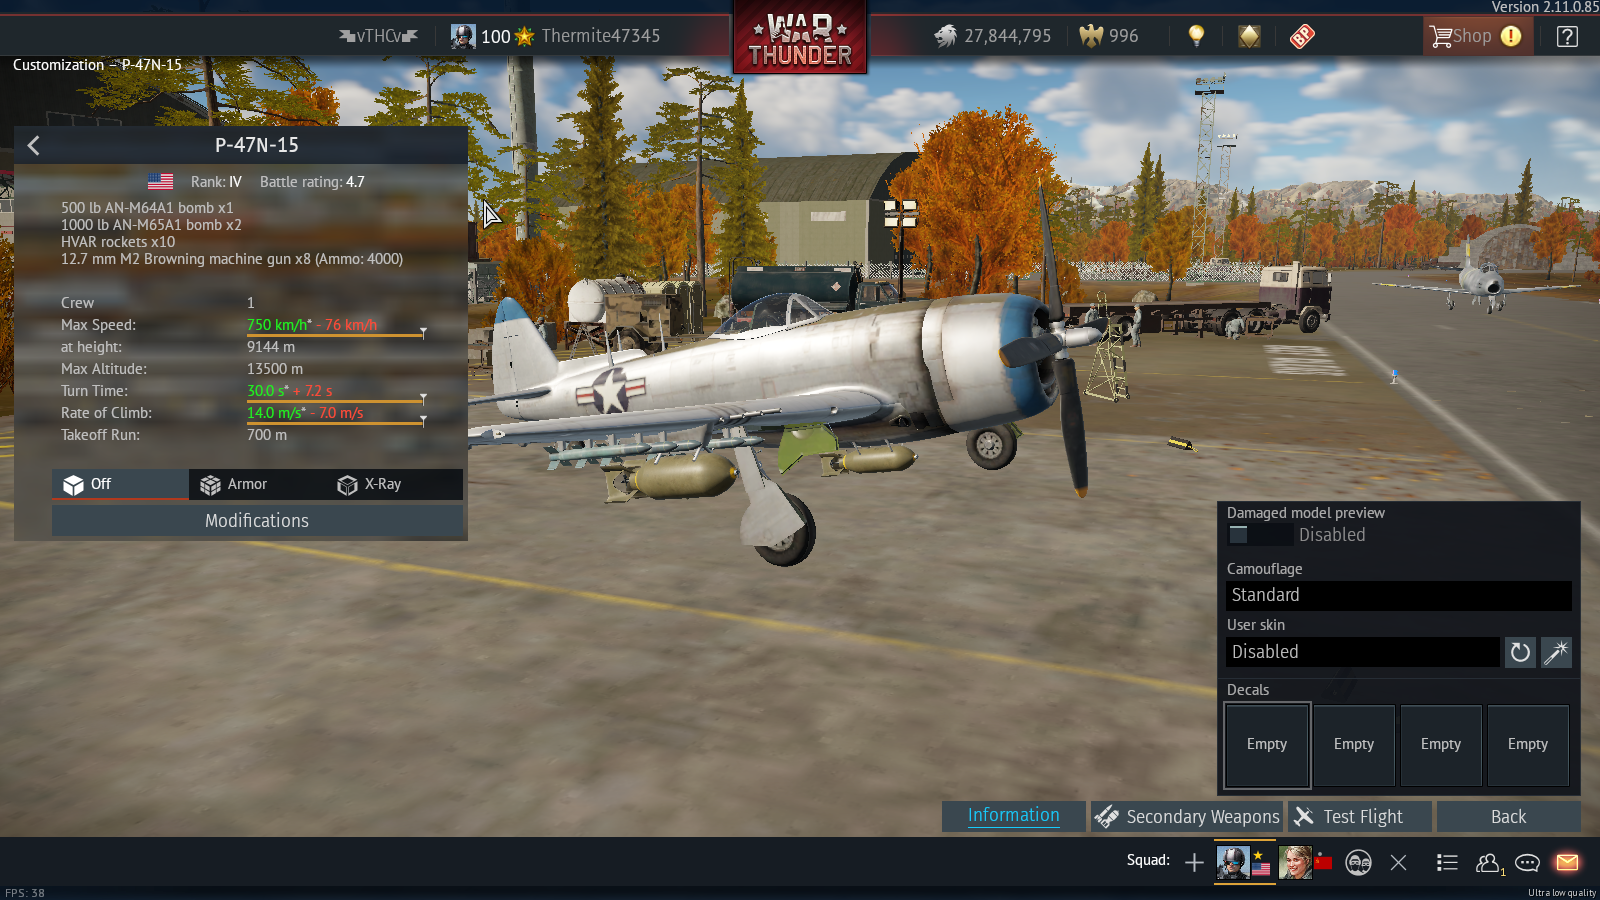 Version 2.11.0.85
vTHCv
100 Thermite47345
WAR THUNDER
27,844,795
996
BP
Shop
Customization – P-47N-15
P-47N-15
Rank: IV Battle rating: 4.7
500 lb AN-M64A1 bomb x1
1000 lb AN-M65A1 bomb x2
HVAR rockets x10
12.7 mm M2 Browning machine gun x8 (Ammo: 4000)
Crew 1
Max Speed: 750 km/h* - 76 km/h
at height: 9144 m
Max Altitude: 13500 m
Turn Time: 30.0 s* + 7.2 s
Rate of Climb: 14.0 m/s* - 7.0 m/s
Takeoff Run: 700 m
Off Armor X-Ray
Modifications
Damaged model preview
Disabled
Camouflage
Standard
User skin
Disabled
Decals
Empty Empty Empty Empty
Information Secondary Weapons Test Flight Back
Squad:
1
FPS: 38
Ultra low quality